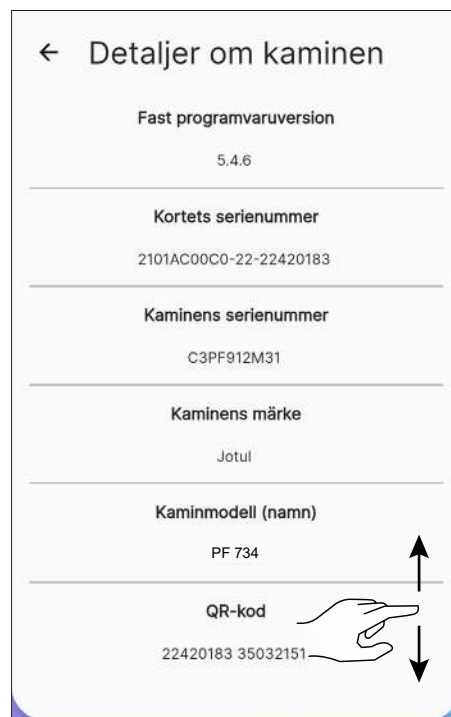 ← Detaljer om kaminen
Fast programvaruversion
5.4.6
Kortets serienummer
2101AC00C0-22-22420183
Kaminens serienummer
C3PF912M31
Kaminens märke
Jotul
Kaminmodell (namn)
PF 734
QR-kod
22420183 35032151